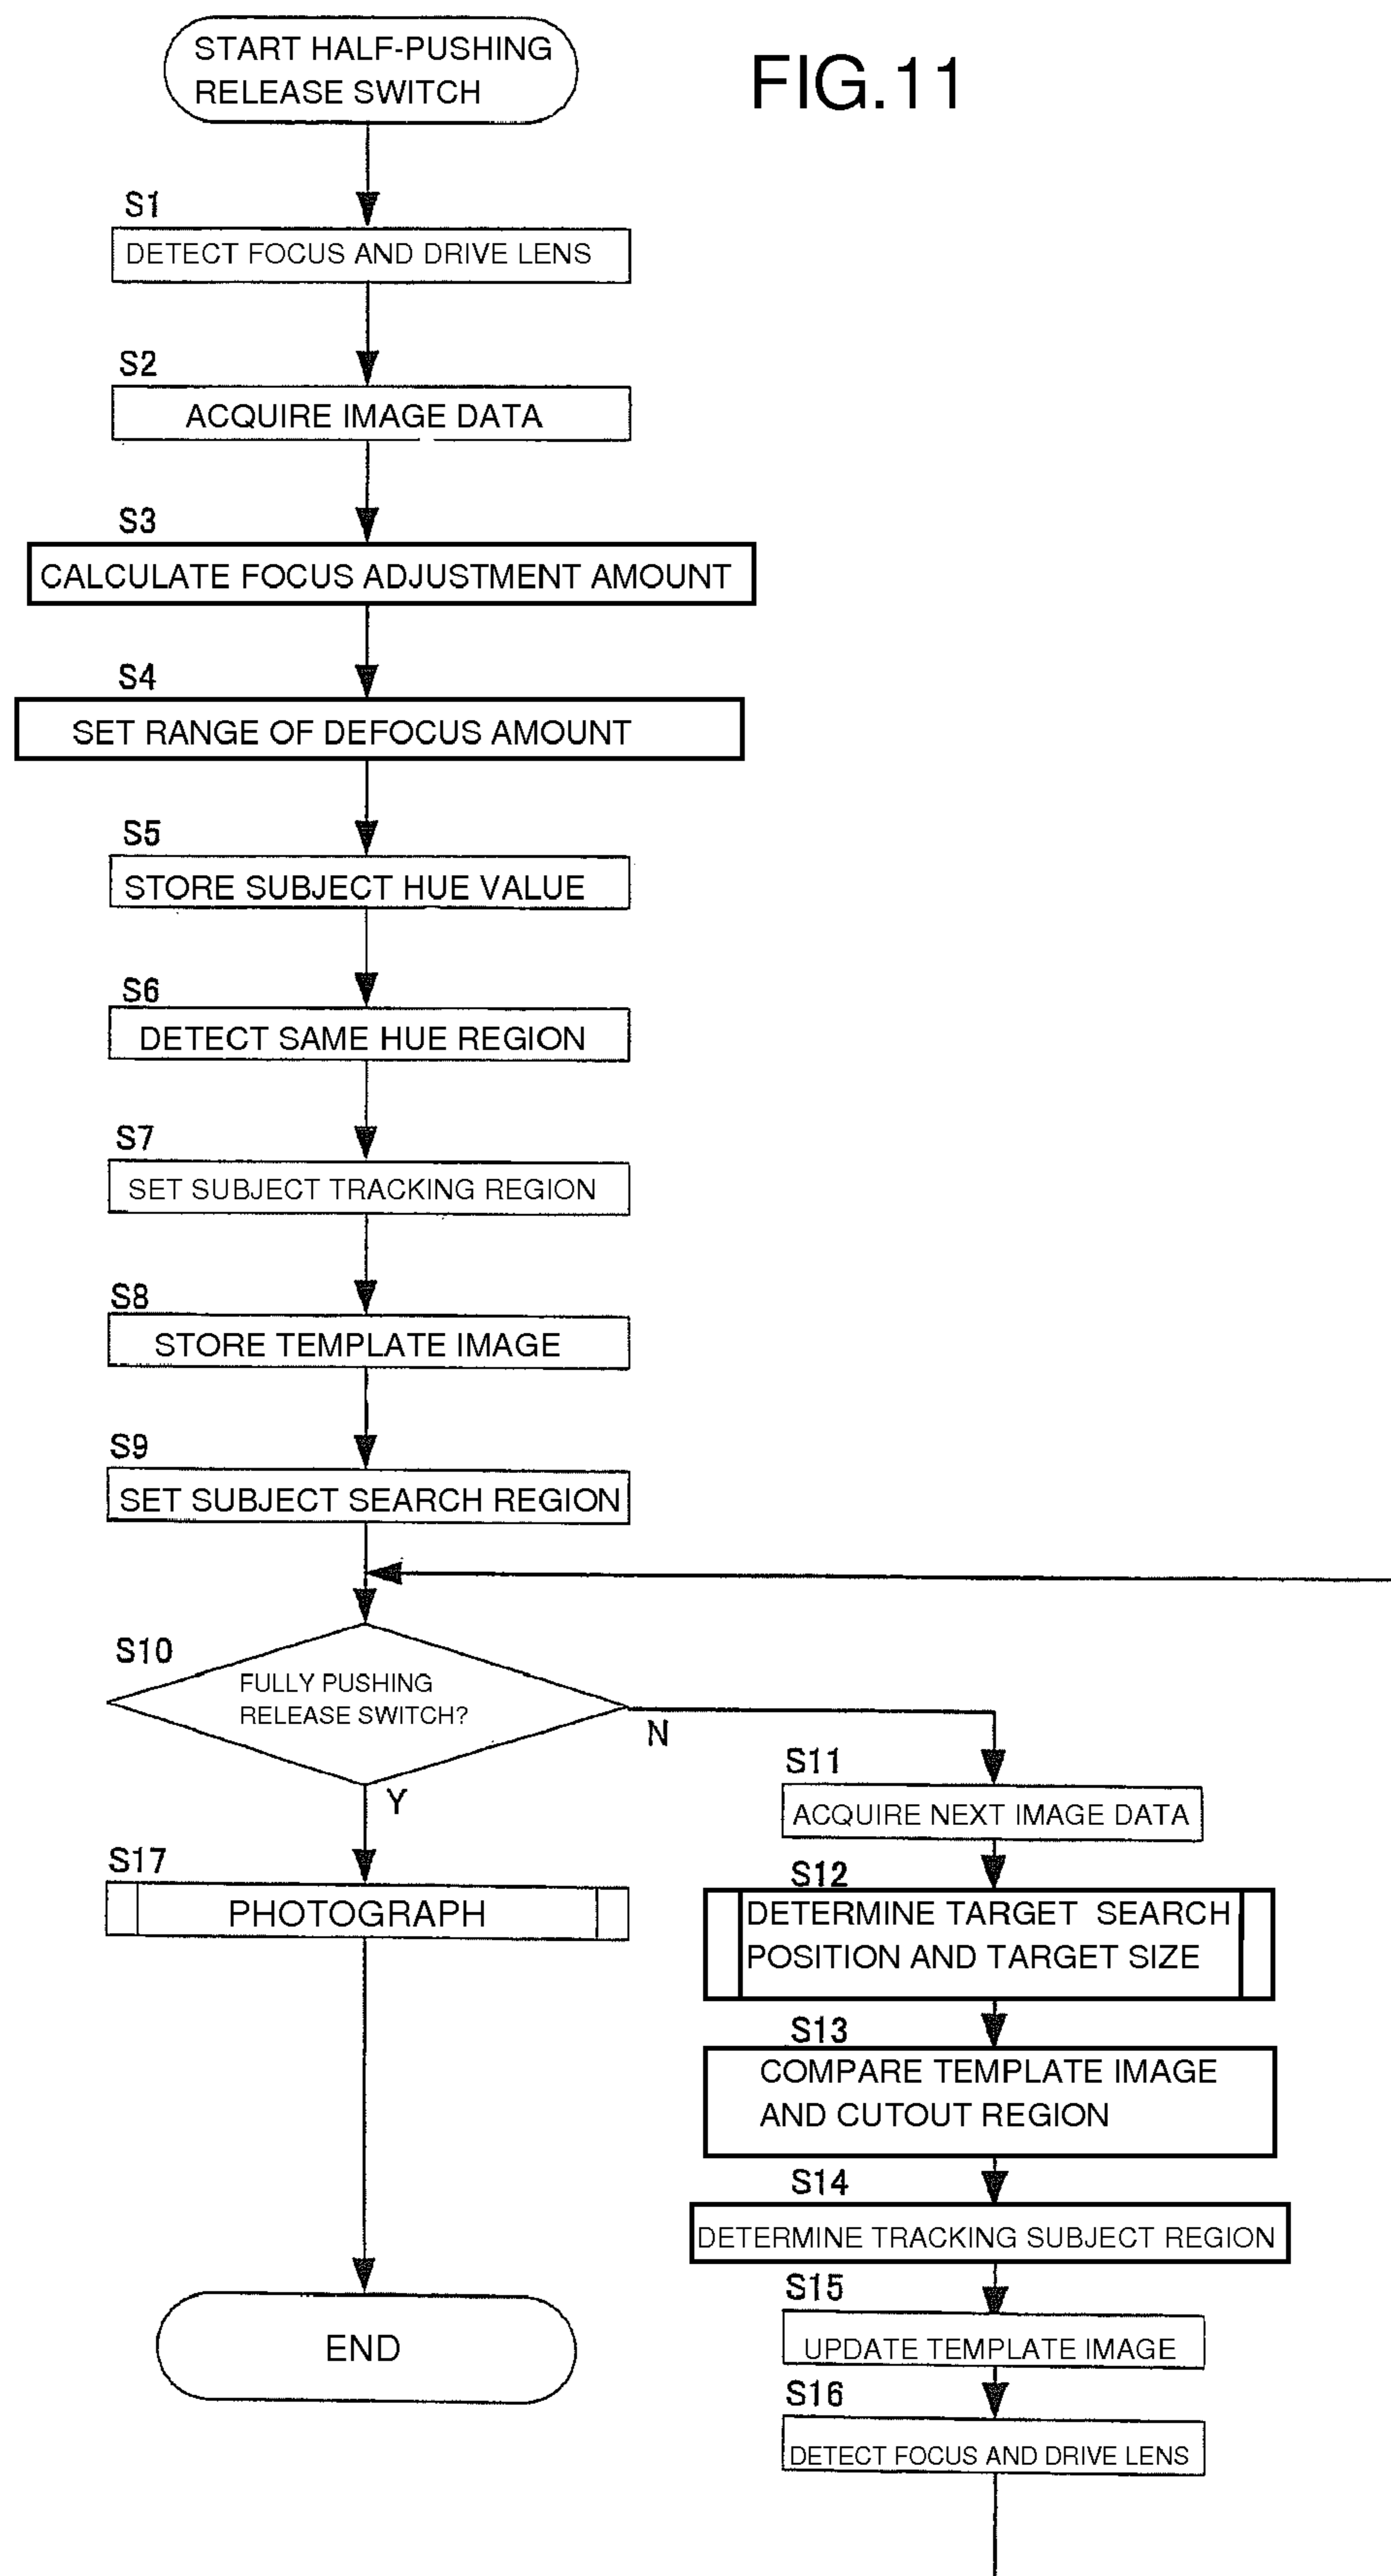 FIG.11
START HALF-PUSHING
RELEASE SWITCH
S1
DETECT FOCUS AND DRIVE LENS
S2
ACQUIRE IMAGE DATA
S3
CALCULATE FOCUS ADJUSTMENT AMOUNT
S4
SET RANGE OF DEFOCUS AMOUNT
S5
STORE SUBJECT HUE VALUE
S6
DETECT SAME HUE REGION
S7
SET SUBJECT TRACKING REGION
S8
STORE TEMPLATE IMAGE
S9
SET SUBJECT SEARCH REGION
S10
FULLY PUSHING
RELEASE SWITCH?
N
Y
S11
ACQUIRE NEXT IMAGE DATA
S12
DETERMINE TARGET SEARCH
POSITION AND TARGET SIZE
S13
COMPARE TEMPLATE IMAGE
AND CUTOUT REGION
S14
DETERMINE TRACKING SUBJECT REGION
S15
UPDATE TEMPLATE IMAGE
S16
DETECT FOCUS AND DRIVE LENS
S17
PHOTOGRAPH
END